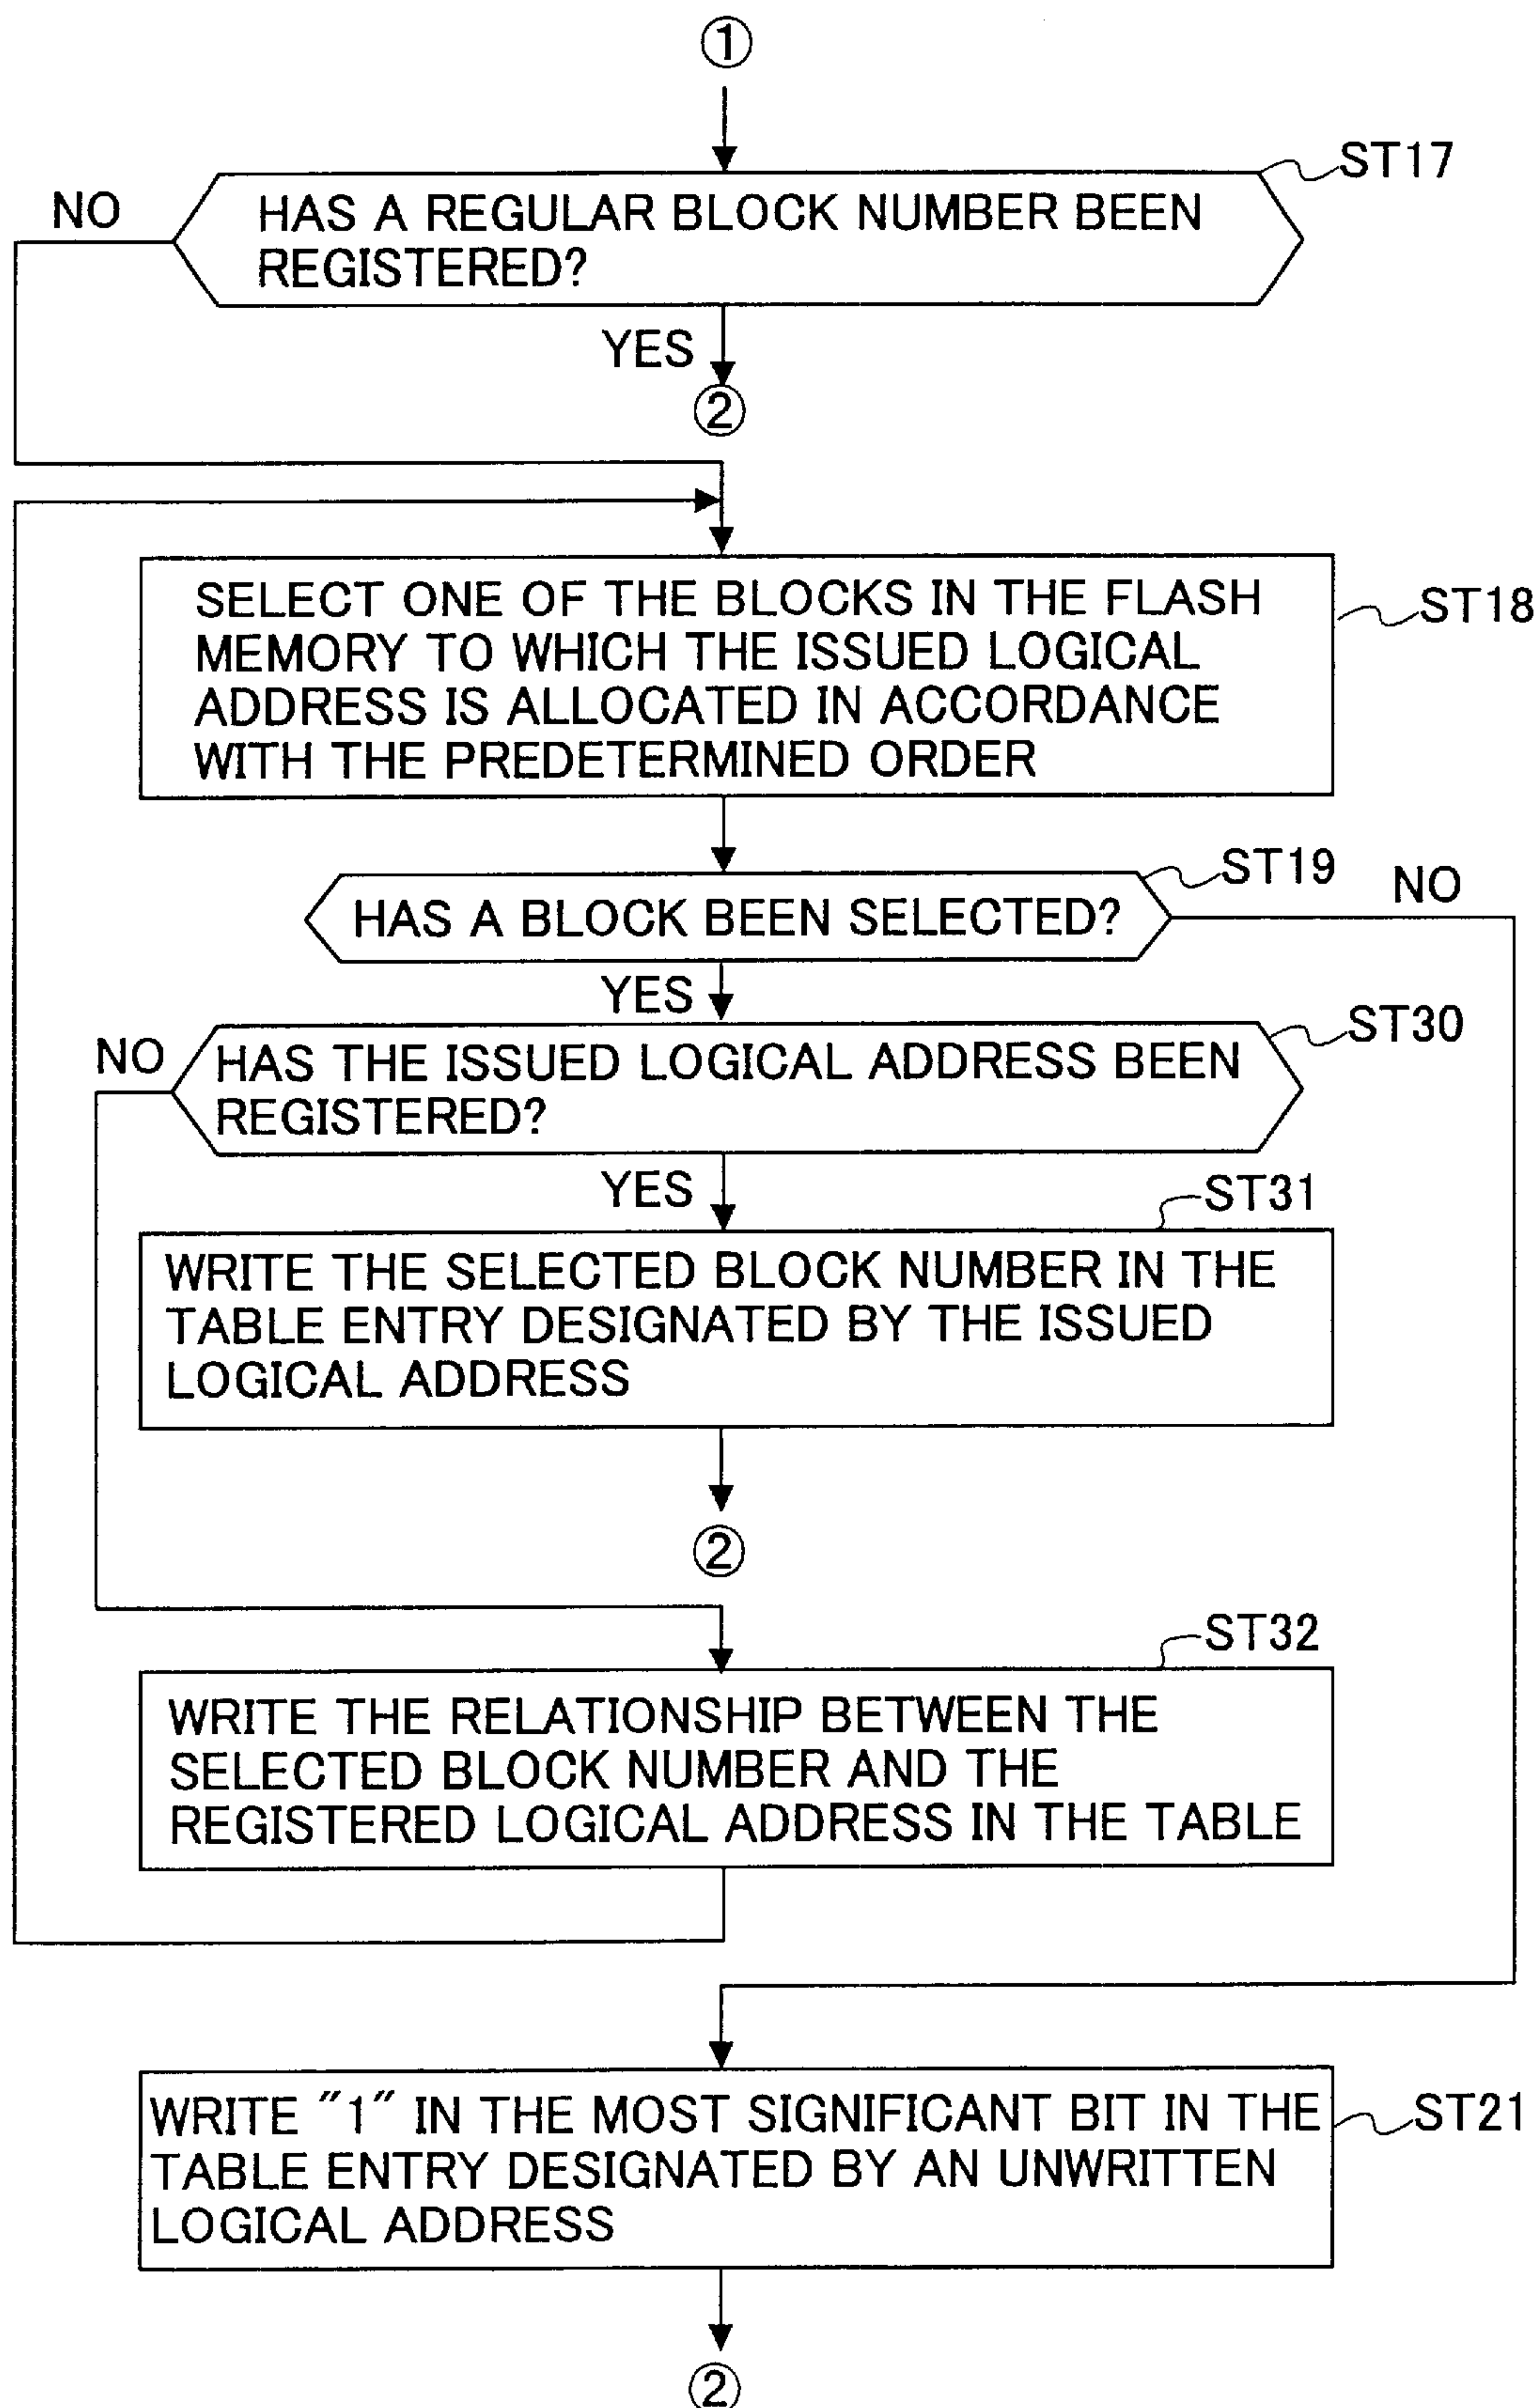 ①
ST17
NO
HAS A REGULAR BLOCK NUMBER BEEN
REGISTERED?
YES
②
SELECT ONE OF THE BLOCKS IN THE FLASH
MEMORY TO WHICH THE ISSUED LOGICAL
ADDRESS IS ALLOCATED IN ACCORDANCE
WITH THE PREDETERMINED ORDER
ST18
ST19
NO
HAS A BLOCK BEEN SELECTED?
YES
ST30
NO
HAS THE ISSUED LOGICAL ADDRESS BEEN
REGISTERED?
YES
ST31
WRITE THE SELECTED BLOCK NUMBER IN THE
TABLE ENTRY DESIGNATED BY THE ISSUED
LOGICAL ADDRESS
②
ST32
WRITE THE RELATIONSHIP BETWEEN THE
SELECTED BLOCK NUMBER AND THE
REGISTERED LOGICAL ADDRESS IN THE TABLE
WRITE "1" IN THE MOST SIGNIFICANT BIT IN THE
TABLE ENTRY DESIGNATED BY AN UNWRITTEN
LOGICAL ADDRESS
ST21
②